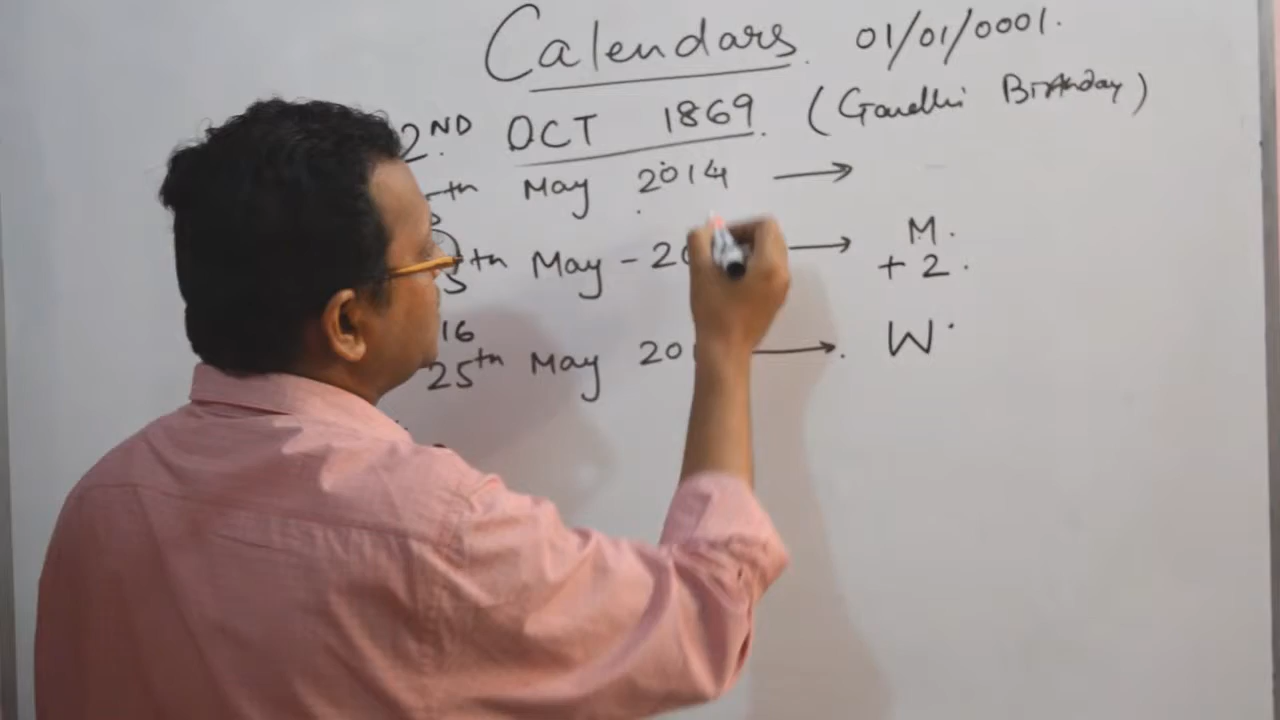 Calendars. 01/01/0001.
2ND OCT 1869. (Gandhi Birthday)
th May 2014 →
M.
5th May - 20 → + 2.
16
25th May 20 → W.